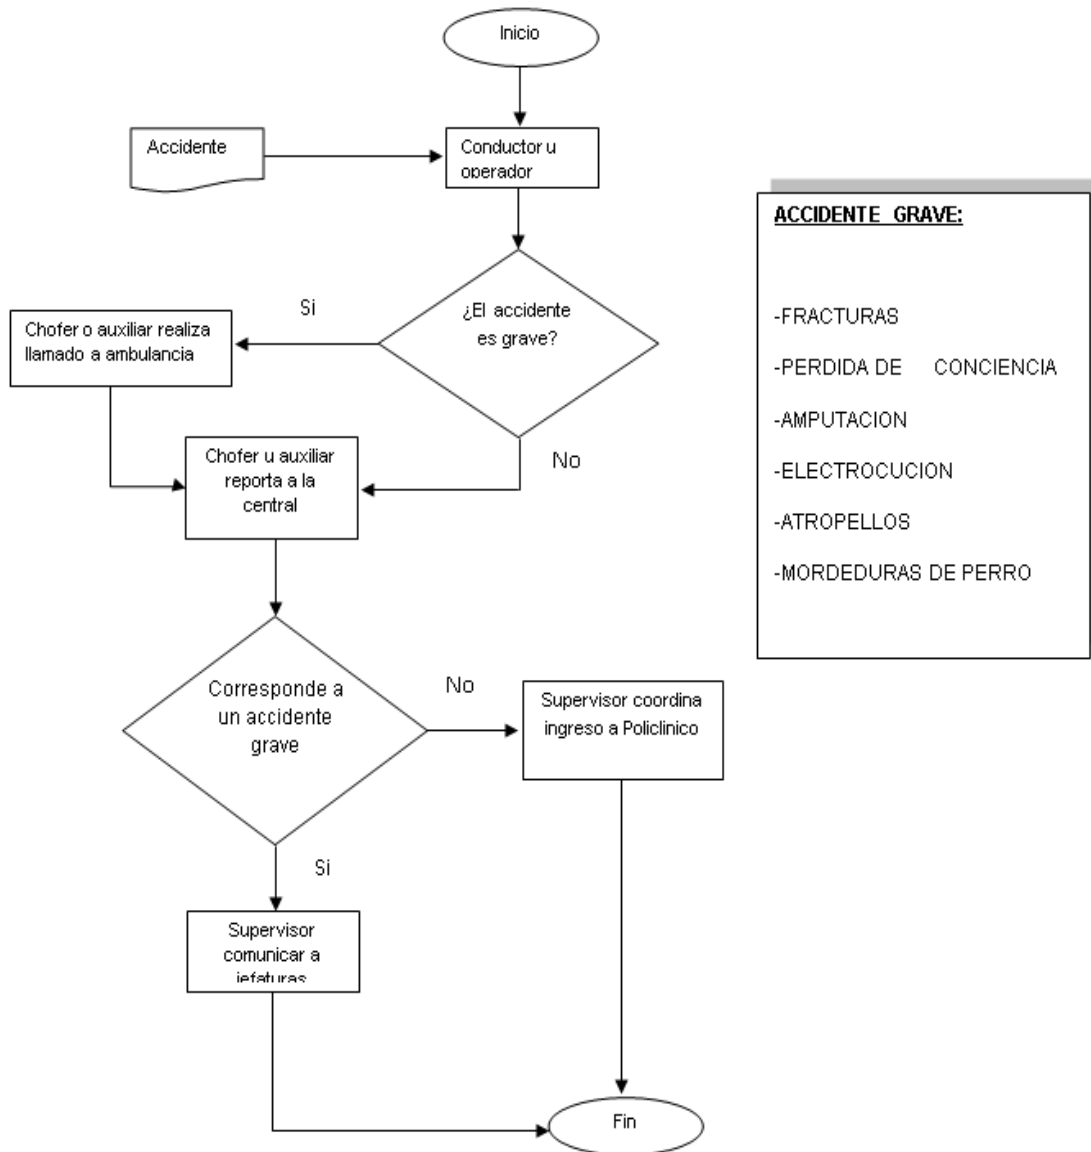 Inicio
Accidente
Conductor u
operador
¿El accidente
es grave?
Si
Chofer o auxiliar realiza
llamado a ambulancia
No
Chofer u auxiliar
reporta a la
central
Corresponde a
un accidente
grave
No
Supervisor coordina
ingreso a Policlinico
Si
Supervisor
comunicar a
jefaturas
Fin
ACCIDENTE GRAVE:
-FRACTURAS
-PERDIDA DE CONCIENCIA
-AMPUTACION
-ELECTROCUCION
-ATROPELLOS
-MORDEDURAS DE PERRO